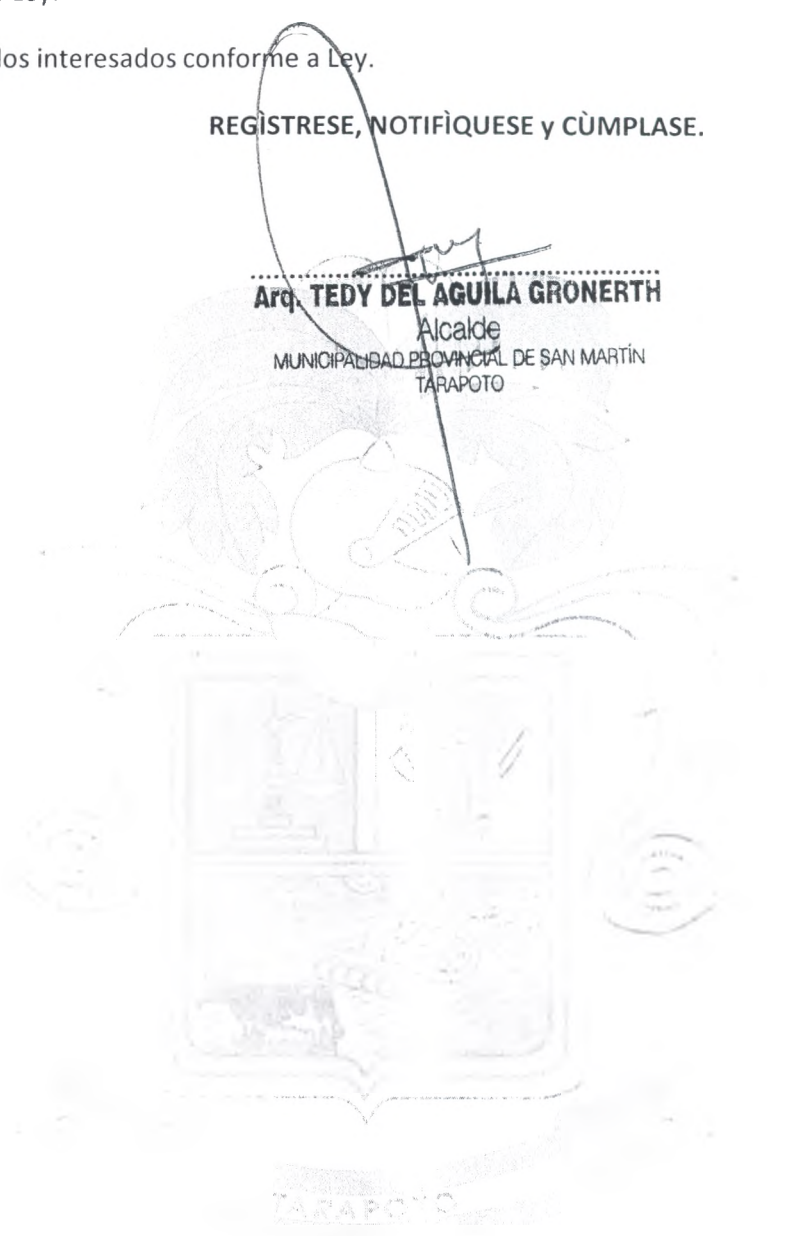 los interesados conforme a Ley.
REGÌSTRESE, NOTIFÌQUESE y CÙMPLASE.
Arq. TEDY DEL AGUILA GRONERTH
Alcalde
MUNICIPALIDAD PROVINCIAL DE SAN MARTÍN
TARAPOTO
TARAPOTO